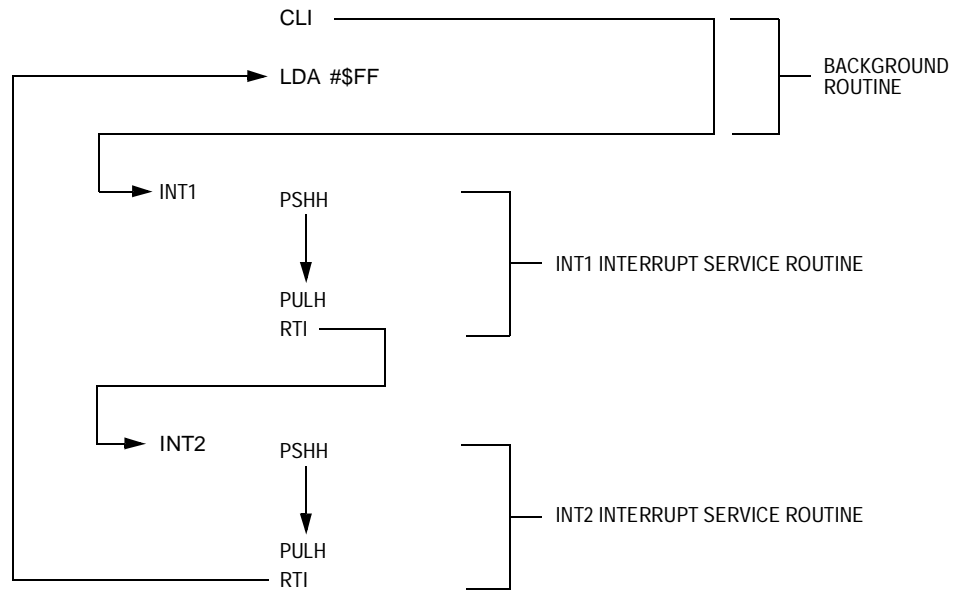 CLI
LDA #$FF
BACKGROUND
ROUTINE
INT1
PSHH
INT1 INTERRUPT SERVICE ROUTINE
PULH
RTI
INT2
PSHH
INT2 INTERRUPT SERVICE ROUTINE
PULH
RTI